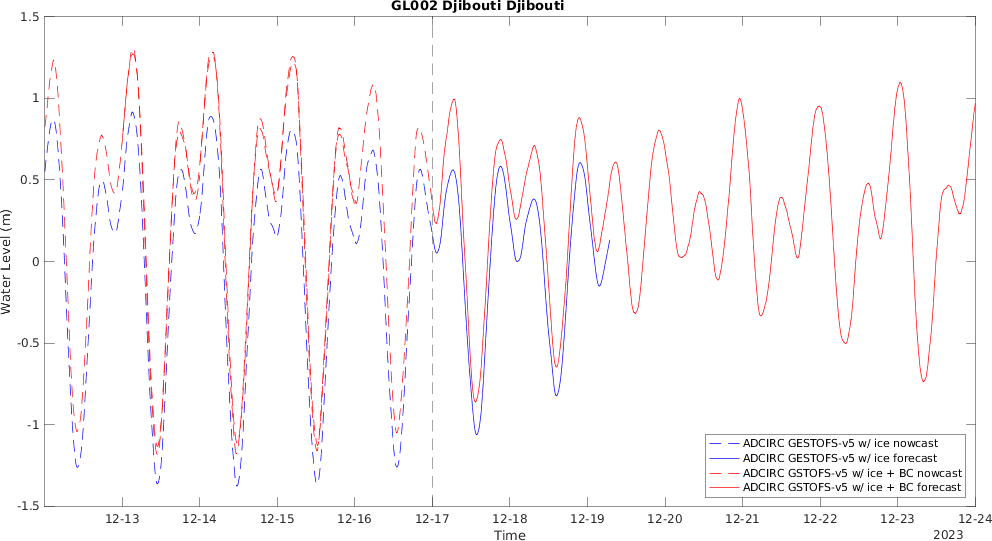 GL002 Djibouti Djibouti
1.5
1
0.5
0
-0.5
-1
-1.5
Water Level (m)
12-13 12-14 12-15 12-16 12-17 12-18 12-19 12-20 12-21 12-22 12-23 12-24
Time
2023
ADCIRC GESTOFS-v5 w/ ice nowcast
ADCIRC GESTOFS-v5 w/ ice forecast
ADCIRC GSTOFS-v5 w/ ice + BC nowcast
ADCIRC GSTOFS-v5 w/ ice + BC forecast